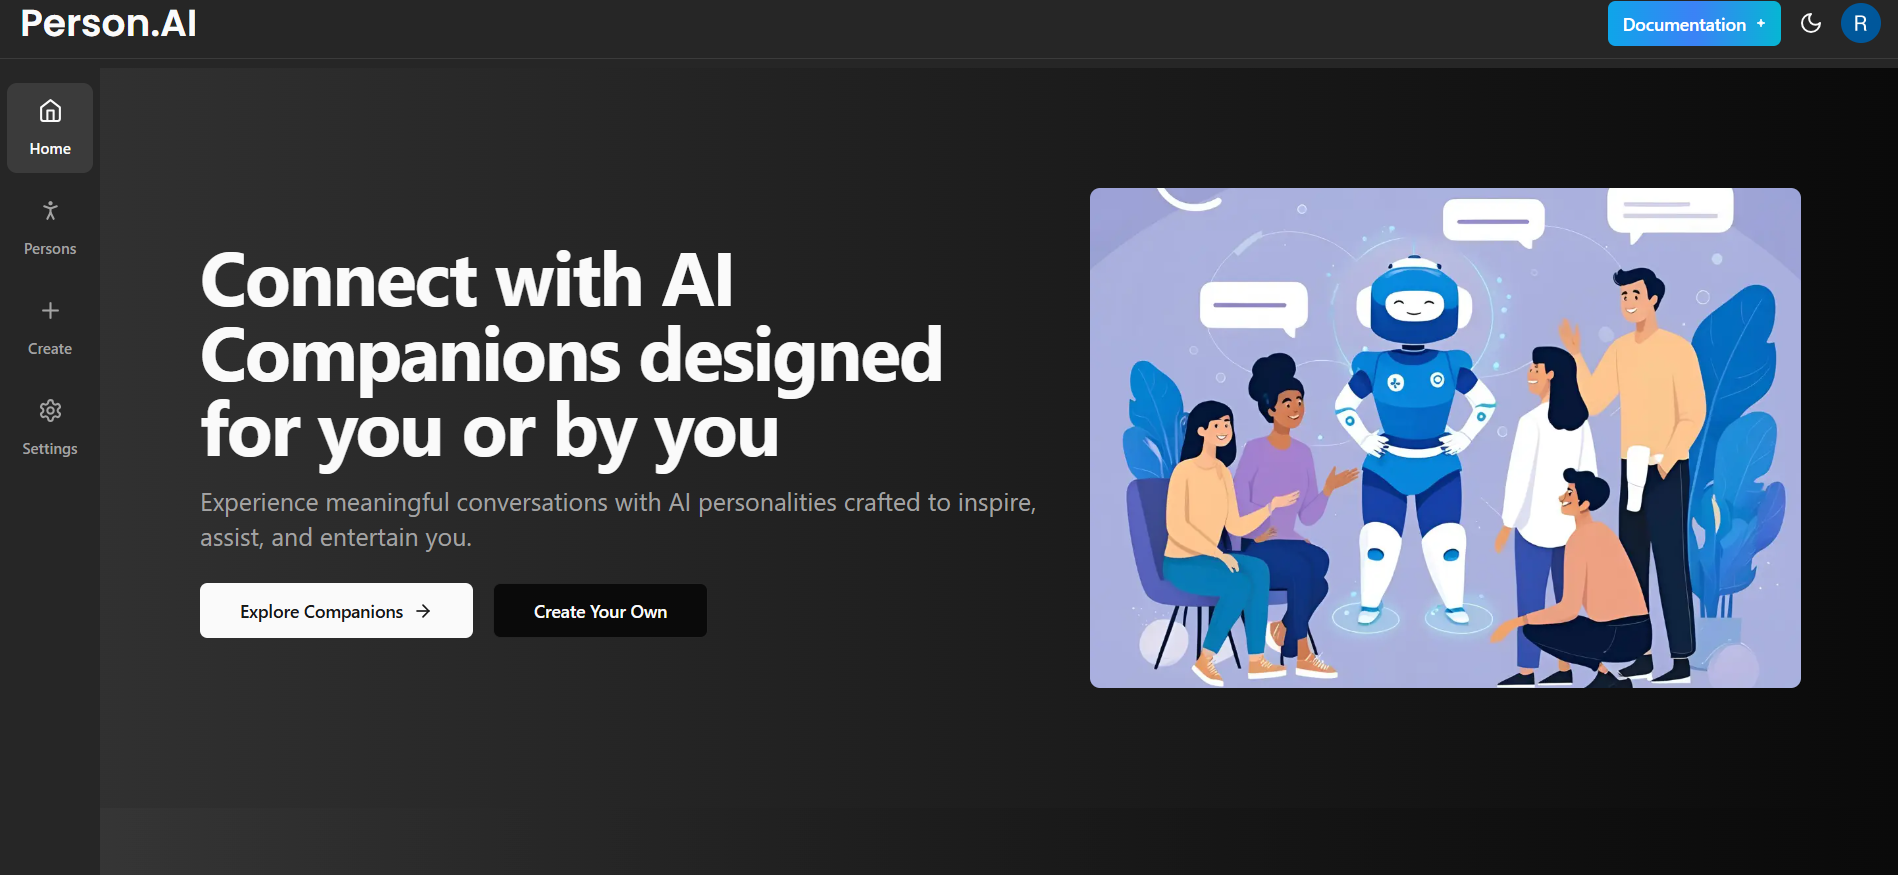 Person.AI
Documentation
R
Home
Persons
Create
Settings
Connect with AI
Companions designed
for you or by you
Experience meaningful conversations with AI personalities crafted to inspire,
assist, and entertain you.
Explore Companions
Create Your Own